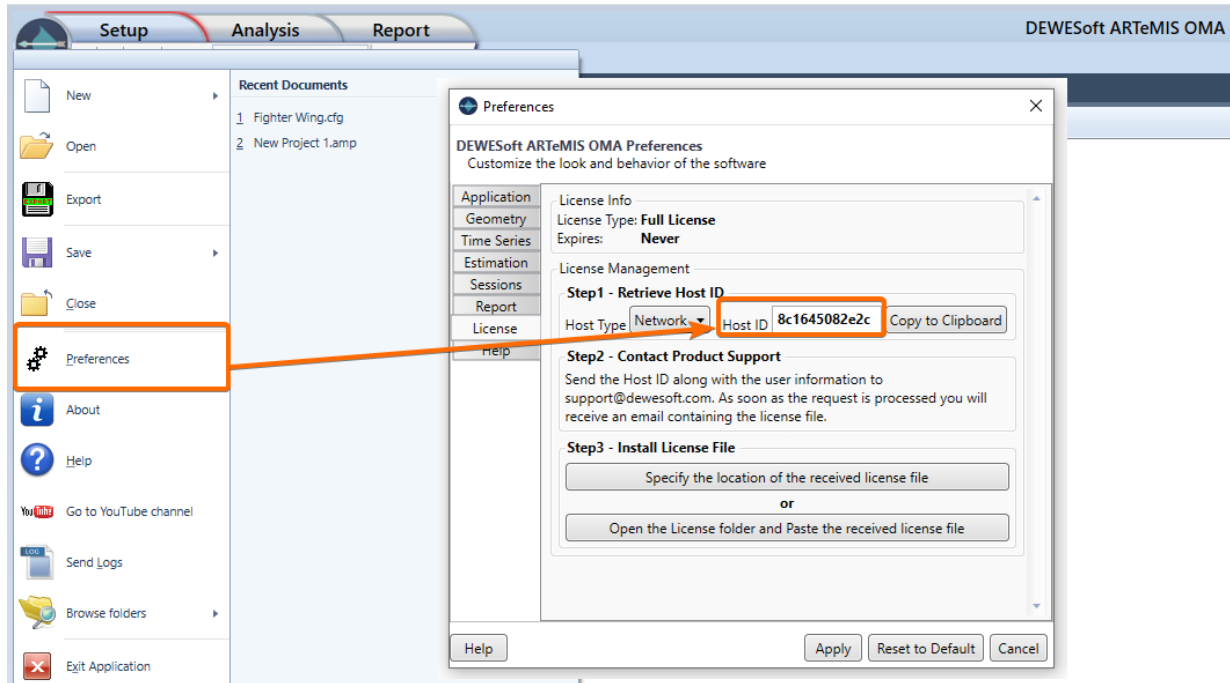 Setup
Analysis
Report
DEWESoft ARTeMIS OMA
New
Open
EXPORT
Export
Save
Close
Preferences
About
Help
YouTube
Go to YouTube channel
LOG
Send Logs
Browse folders
Exit Application
Recent Documents
1 Fighter Wing.cfg
2 New Project 1.amp
Preferences
DEWESoft ARTeMIS OMA Preferences
Customize the look and behavior of the software
Application
Geometry
Time Series
Estimation
Sessions
Report
License
Help
License Info
License Type: Full License
Expires: Never
License Management
Step1 - Retrieve Host ID
Host Type Network Host ID 8c1645082e2c Copy to Clipboard
Step2 - Contact Product Support
Send the Host ID along with the user information to
support@dewesoft.com. As soon as the request is processed you will
receive an email containing the license file.
Step3 - Install License File
Specify the location of the received license file
or
Open the License folder and Paste the received license file
Help
Apply
Reset to Default
Cancel